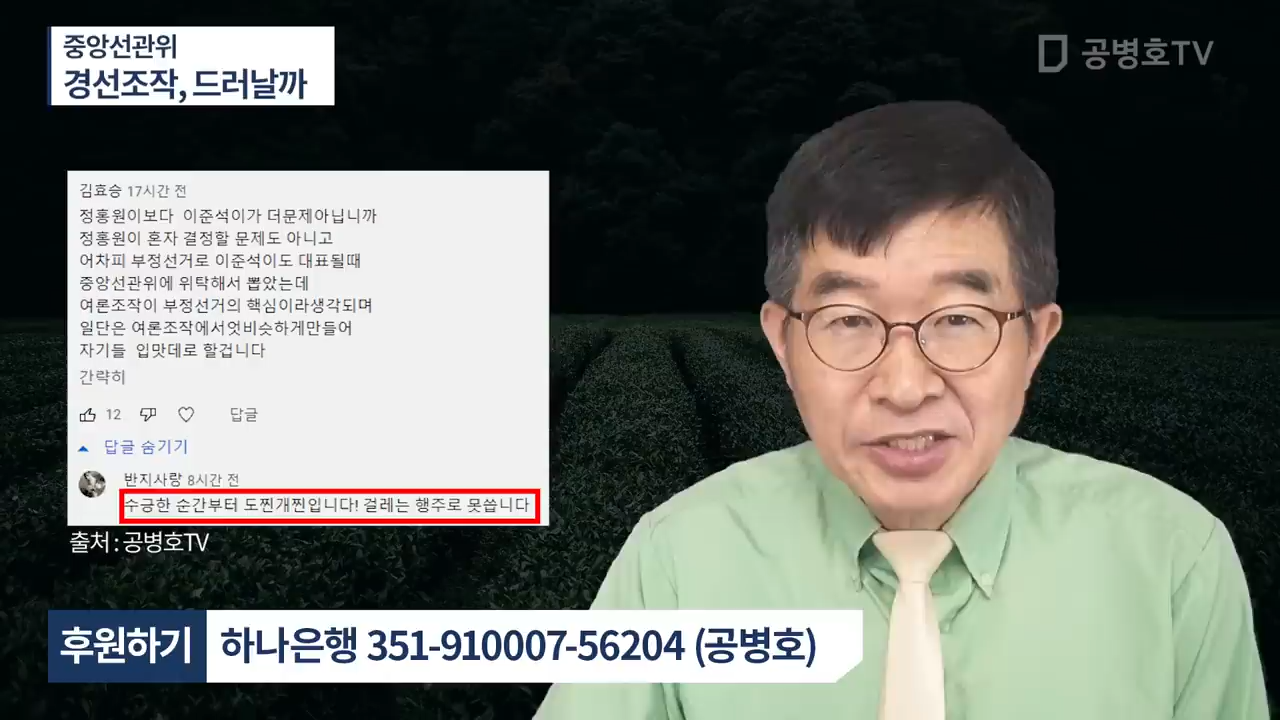 중앙선관위
경선조작, 드러날까
공병호TV
김효승 17시간 전
정홍원이보다 이준석이가 더문제아닙니까
정홍원이 혼자 결정할 문제도 아니고
어차피 부정선거로 이준석이도 대표될때
중앙선관위에 위탁해서 뽑았는데
여론조작이 부정선거의 핵심이라생각되며
일단은 여론조작에서엇비슷하게만들어
자기들 입맛데로 할겁니다
간략히
12 답글
답글 숨기기
반지사랑 8시간 전
수긍한 순간부터 도찐개찐입니다! 걸레는 행주로 못씁니다
출처 : 공병호TV
후원하기 하나은행 351-910007-56204 (공병호)